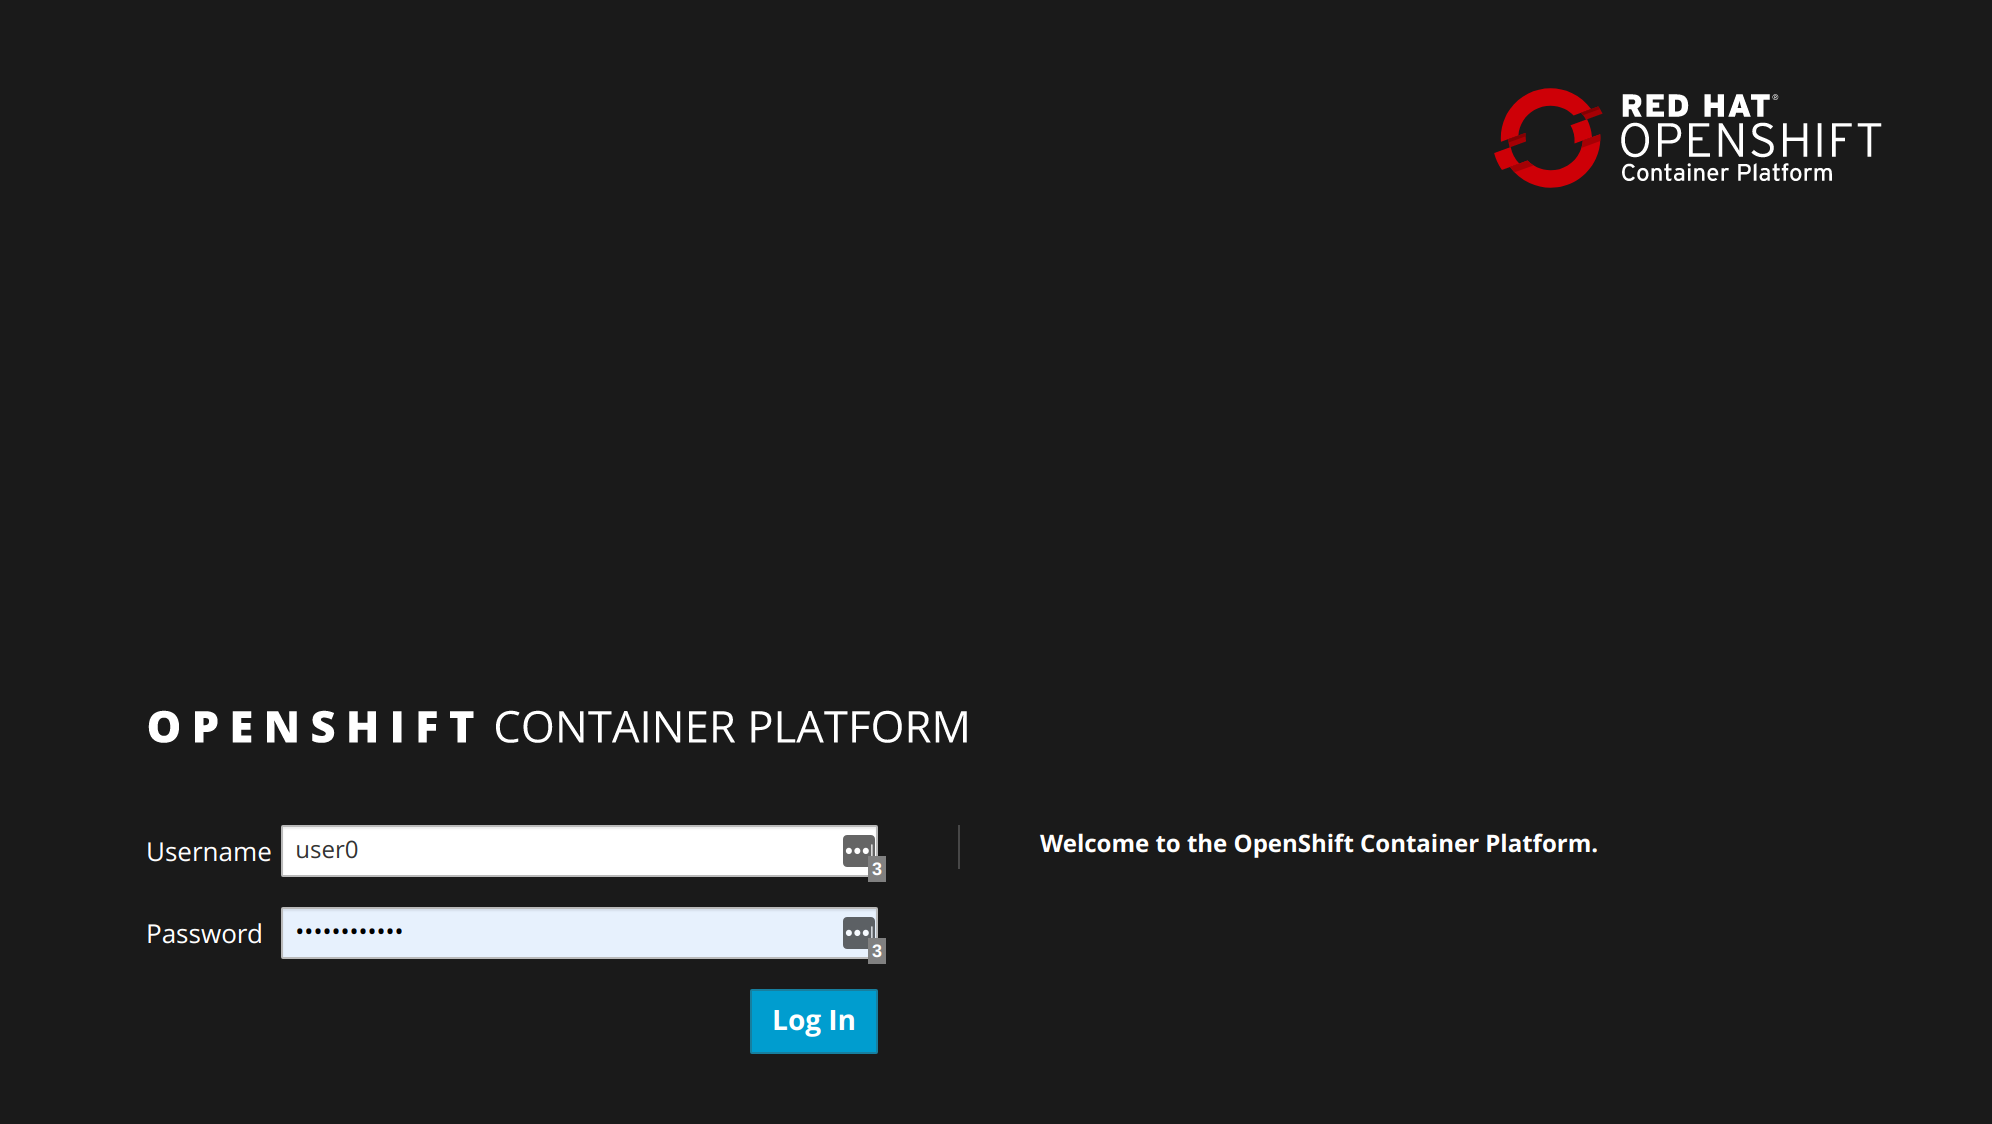 RED HAT®
OPENSHIFT
Container Platform
OPENSHIFT CONTAINER PLATFORM
Username user0 3
Welcome to the OpenShift Container Platform.
Password •••••••••••• 3
Log In